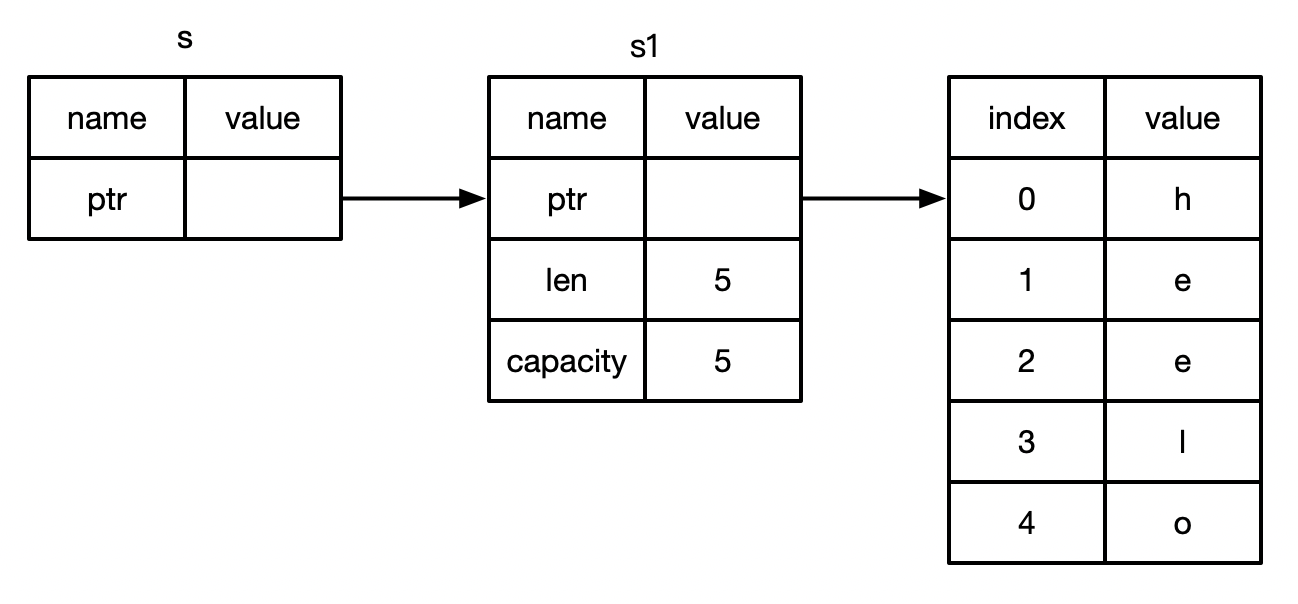 s
name value
ptr
s1
name value
ptr
len 5
capacity 5
index value
0 h
1 e
2 e
3 l
4 o